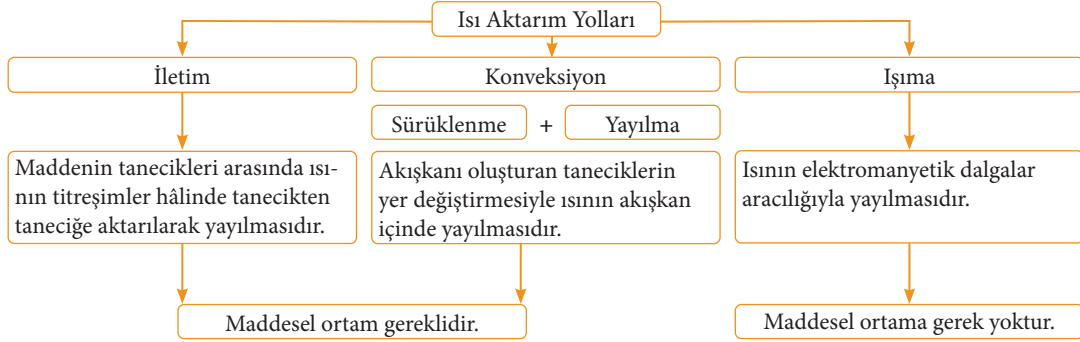 Isı Aktarım Yolları
İletim
Konveksiyon
Işıma
Sürüklenme + Yayılma
Maddenin tanecikleri arasında ısı-
nın titreşimler hâlinde tanecikten
taneciğe aktarılarak yayılmasıdır.
Akışkanı oluşturan taneciklerin
yer değiştirmesiyle ısının akışkan
içinde yayılmasıdır.
Isının elektromanyetik dalgalar
aracılığıyla yayılmasıdır.
Maddesel ortam gereklidir.
Maddesel ortama gerek yoktur.